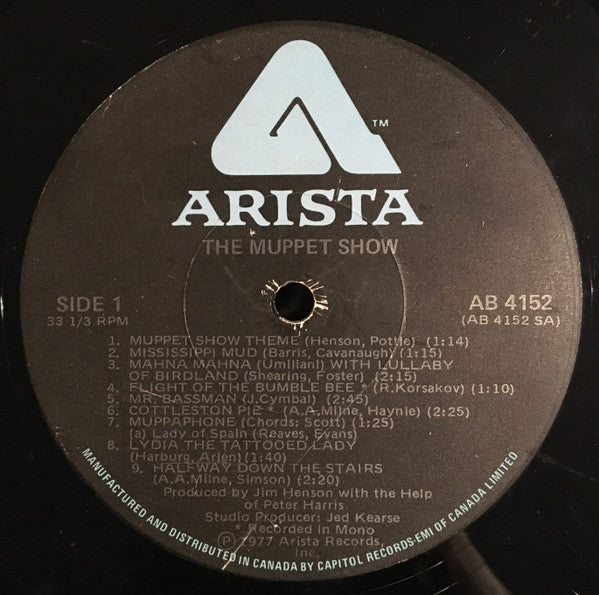 TM
ARISTA
THE MUPPET SHOW
SIDE 1
33 1/3 RPM
AB 4152
(AB 4152 SA)
1. MUPPET SHOW THEME (Henson, Pottle) (1:14)
2. MISSISSIPPI MUD (Barris, Cavanaugh) (1:15)
3. MAHNA MAHNA (Umiliani) WITH LULLABY
OF BIRDLAND (Shearing, Foster) (2:15)
4. FLIGHT OF THE BUMBLE BEE * (R.Korsakov) (1:10)
5. MR. BASSMAN (J.Cymbal) (2:45)
6. COTTLESTON PIE * (A.A.Milne, Haynie) (2:25)
7. MUPPAPHONE (Chords: Scott) (1:25)
(a) Lady of Spain (Reaves, Evans)
8. LYDIA THE TATTOOED LADY
(Harburg, Arlen) (1:40)
9. HALFWAY DOWN THE STAIRS
(A.A.Milne, Simson) (2:20)
Produced by Jim Henson with the Help
of Peter Harris.
Studio Producer: Jed Kearse
* Recorded in Mono
℗ 1977 Arista Records,
Inc.
MANUFACTURED AND DISTRIBUTED IN CANADA BY CAPITOL RECORDS-EMI OF CANADA LIMITED